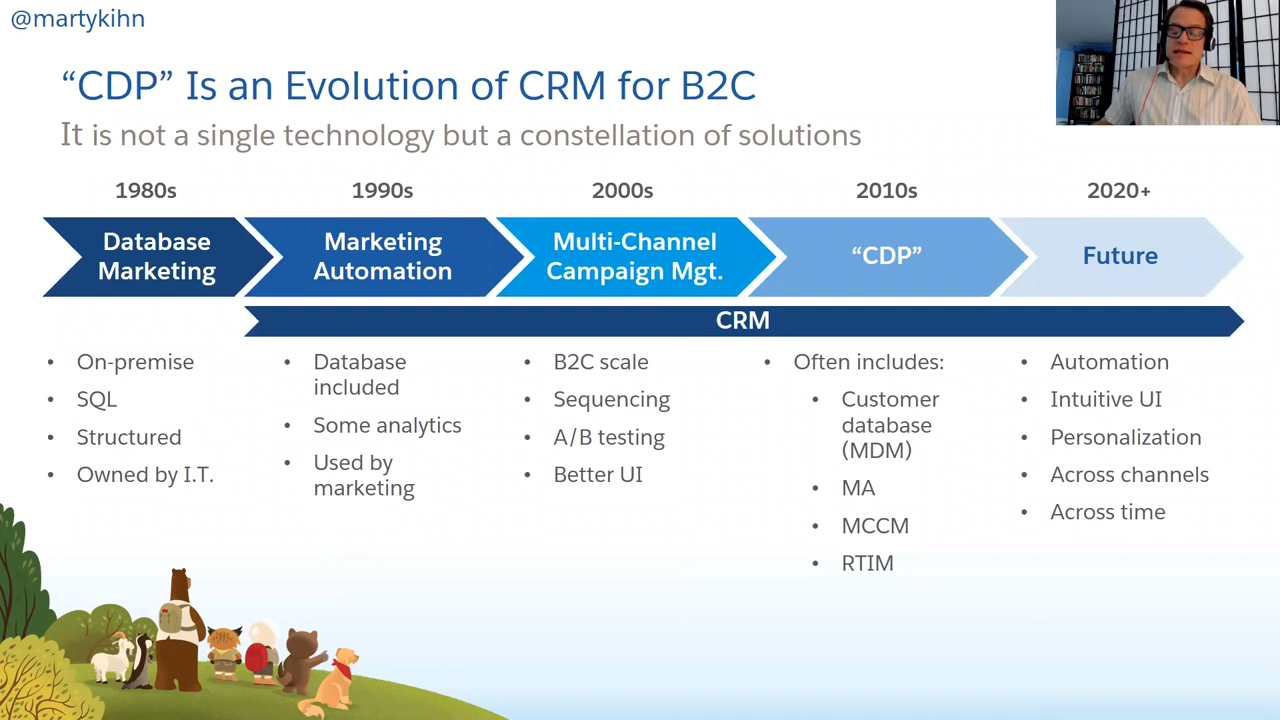 @martykihn
“CDP” Is an Evolution of CRM for B2C
It is not a single technology but a constellation of solutions
1980s
1990s
2000s
2010s
2020+
Database
Marketing
Marketing
Automation
Multi-Channel
Campaign Mgt.
“CDP”
Future
CRM
• On-premise
• SQL
• Structured
• Owned by I.T.
• Database
included
• Some analytics
• Used by
marketing
• B2C scale
• Sequencing
• A/B testing
• Better UI
• Often includes:
• Customer
database
(MDM)
• MA
• MCCM
• RTIM
• Automation
• Intuitive UI
• Personalization
• Across channels
• Across time